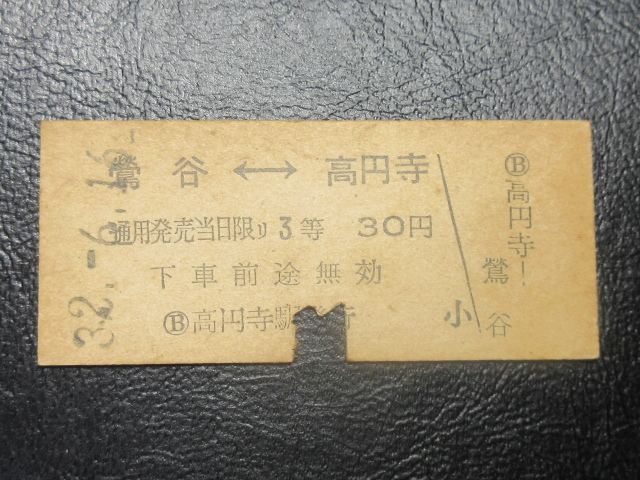 鶯谷 ⟷ 高円寺
通用発売当日限り 3等 30円
下車前途無効
Ⓑ高円寺駅発行
小
Ⓑ高円寺!
鶯谷
32.-6.16